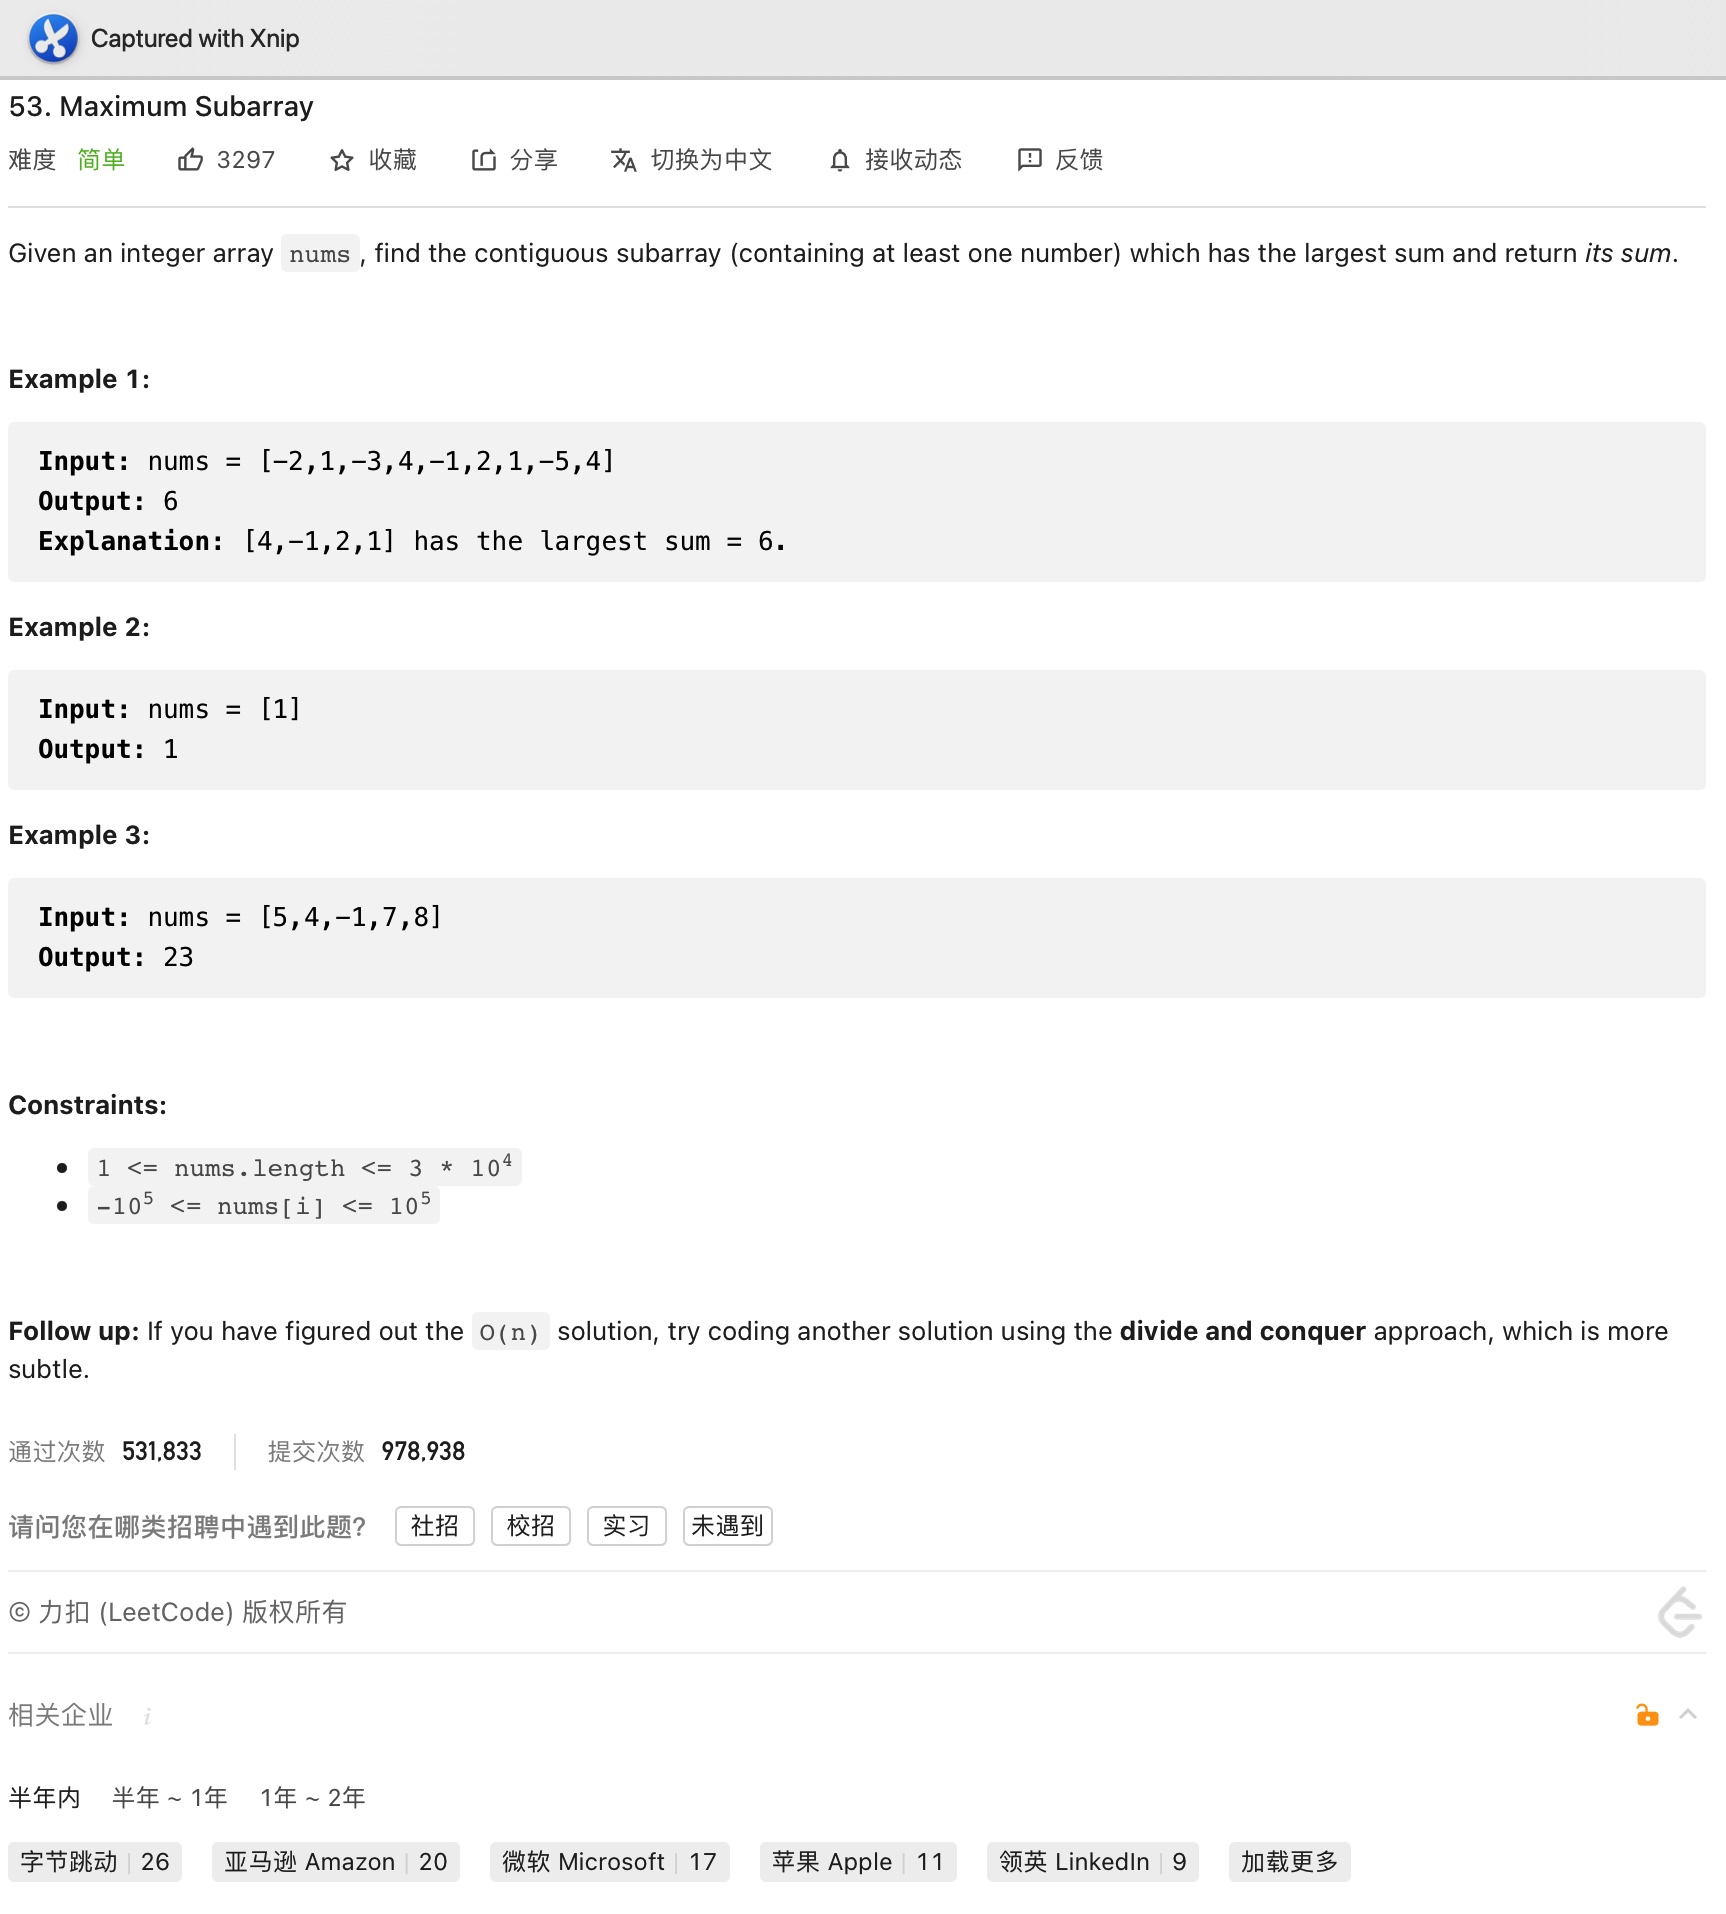 Captured with Xnip
53. Maximum Subarray
难度 简单 3297 收藏 分享 切换为中文 接收动态 反馈
Given an integer array nums, find the contiguous subarray (containing at least one number) which has the largest sum and return its sum.
Example 1:
Input: nums = [-2,1,-3,4,-1,2,1,-5,4]
Output: 6
Explanation: [4,-1,2,1] has the largest sum = 6.
Example 2:
Input: nums = [1]
Output: 1
Example 3:
Input: nums = [5,4,-1,7,8]
Output: 23
Constraints:
• 1 <= nums.length <= 3 * 10⁴
• -10⁵ <= nums[i] <= 10⁵
Follow up: If you have figured out the O(n) solution, try coding another solution using the divide and conquer approach, which is more
subtle.
通过次数 531,833 提交次数 978,938
请问您在哪类招聘中遇到此题? 社招 校招 实习 未遇到
© 力扣 (LeetCode) 版权所有
相关企业 i
半年内 半年 ~ 1年 1年 ~ 2年
字节跳动 | 26 亚马逊 Amazon | 20 微软 Microsoft | 17 苹果 Apple | 11 领英 LinkedIn | 9 加载更多